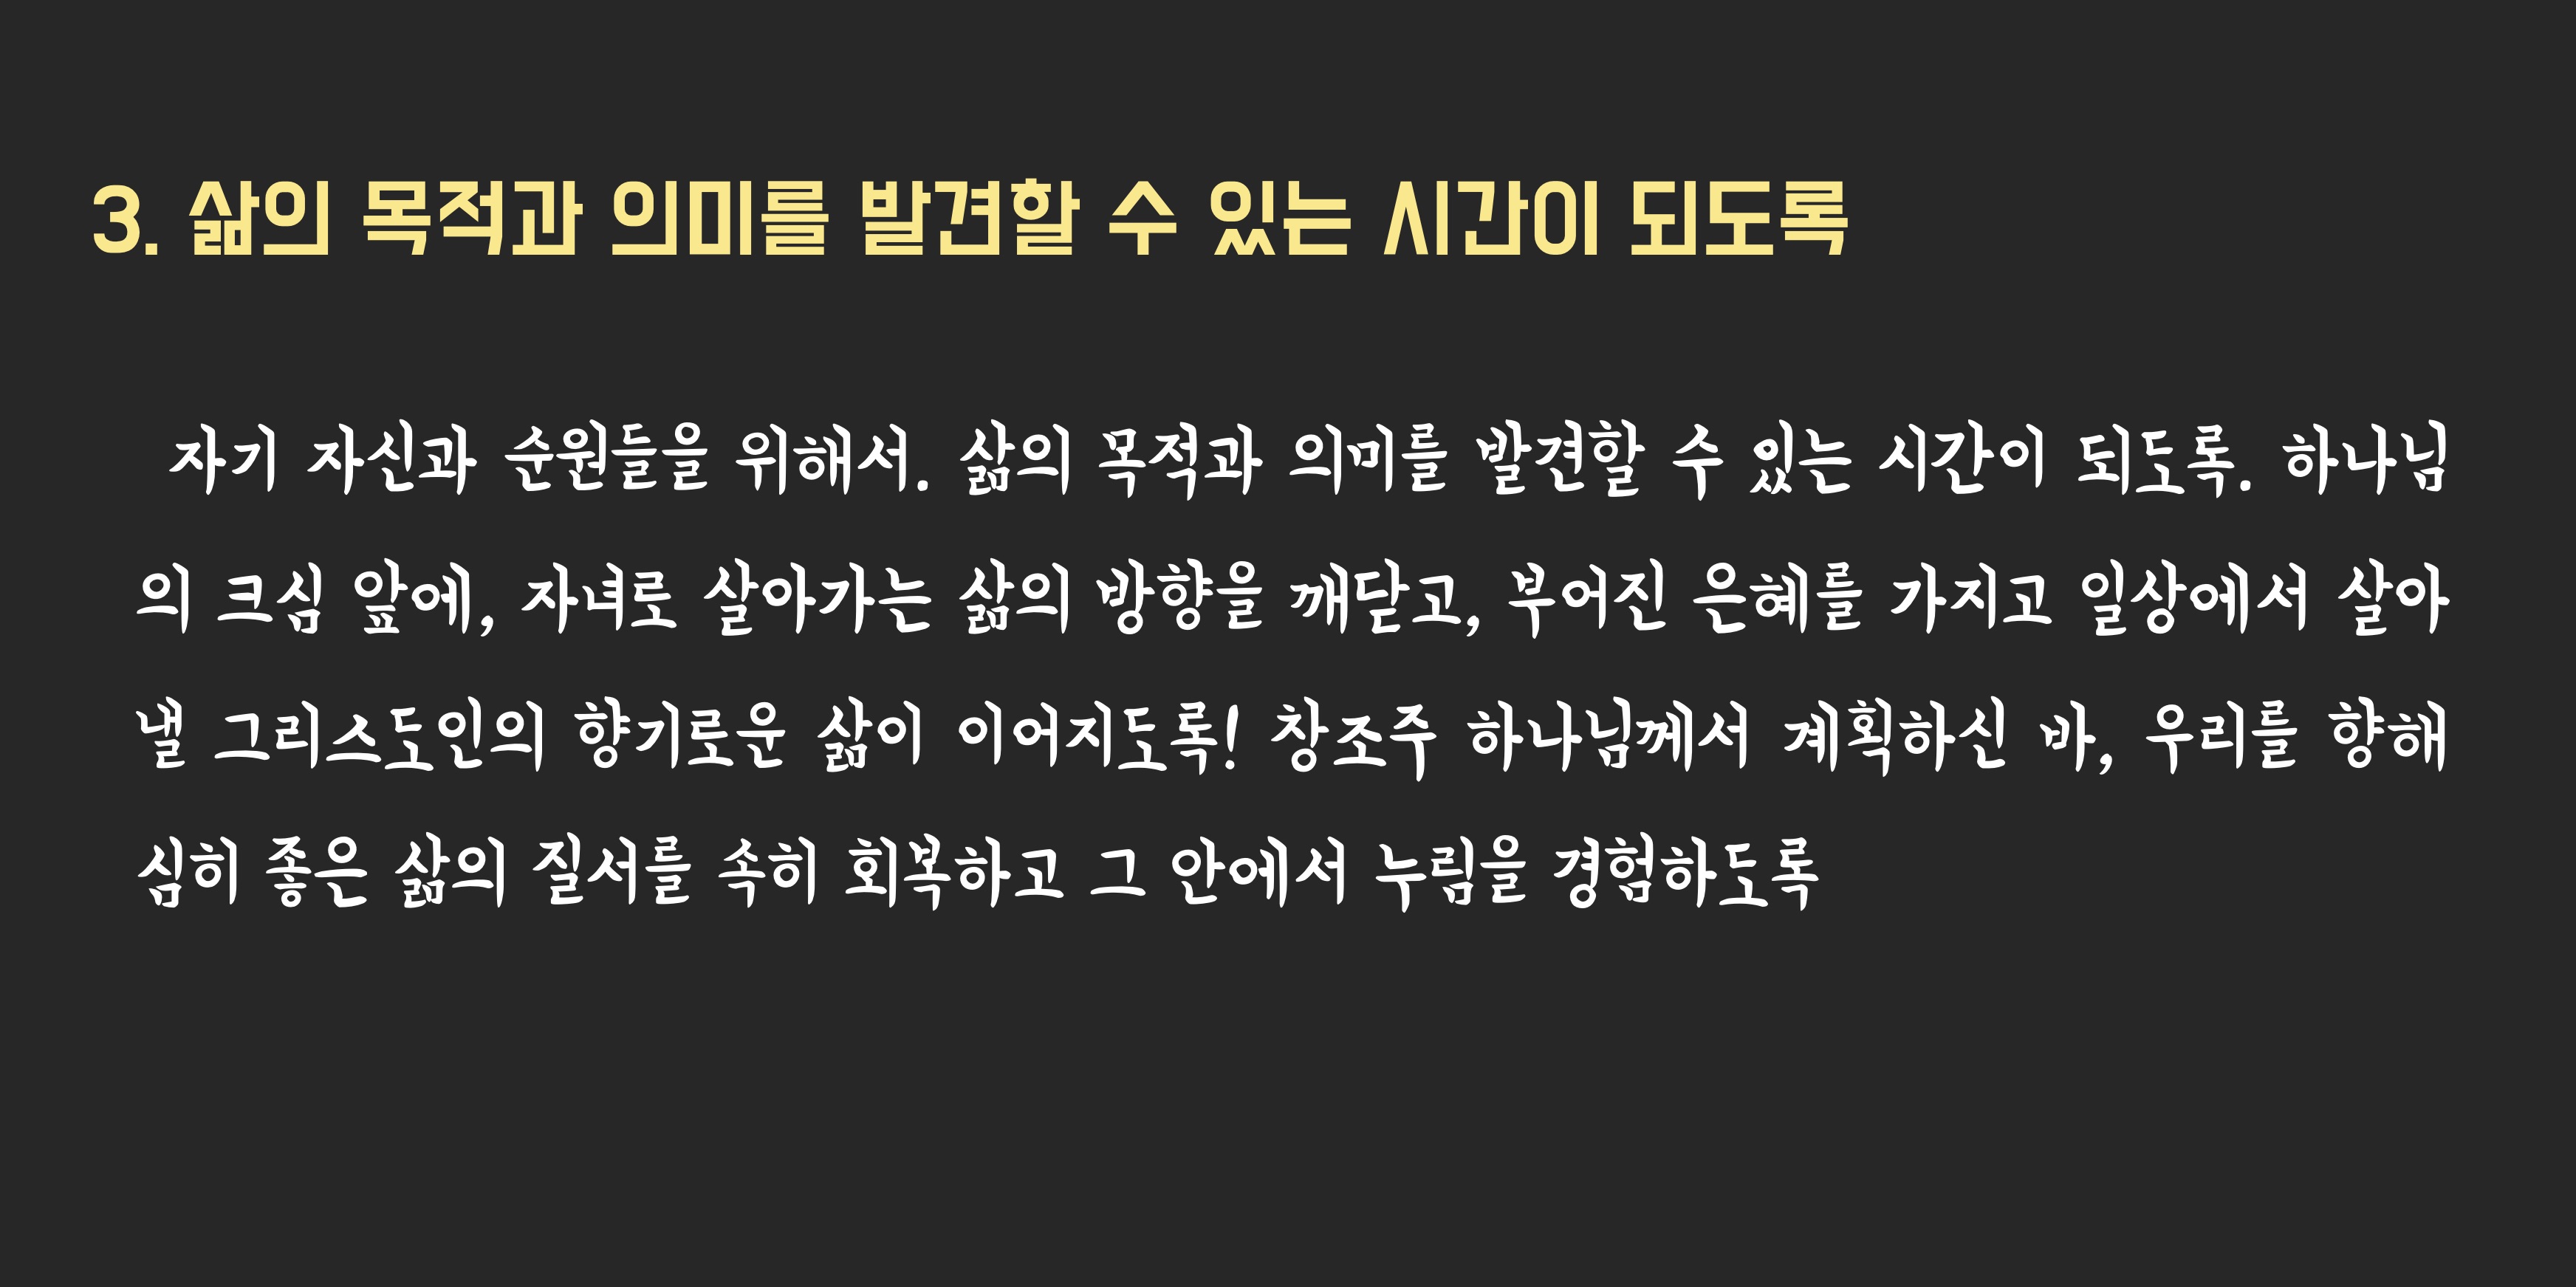 3. 삶의 목적과 의미를 발견할 수 있는 시간이 되도록
자기 자신과 순원들을 위해서. 삶의 목적과 의미를 발견할 수 있는 시간이 되도록. 하나님
의 크심 앞에, 자녀로 살아가는 삶의 방향을 깨닫고, 부어진 은혜를 가지고 일상에서 살아
낼 그리스도인의 향기로운 삶이 이어지도록! 창조주 하나님께서 계획하신 바, 우리를 향해
심히 좋은 삶의 질서를 속히 회복하고 그 안에서 누림을 경험하도록